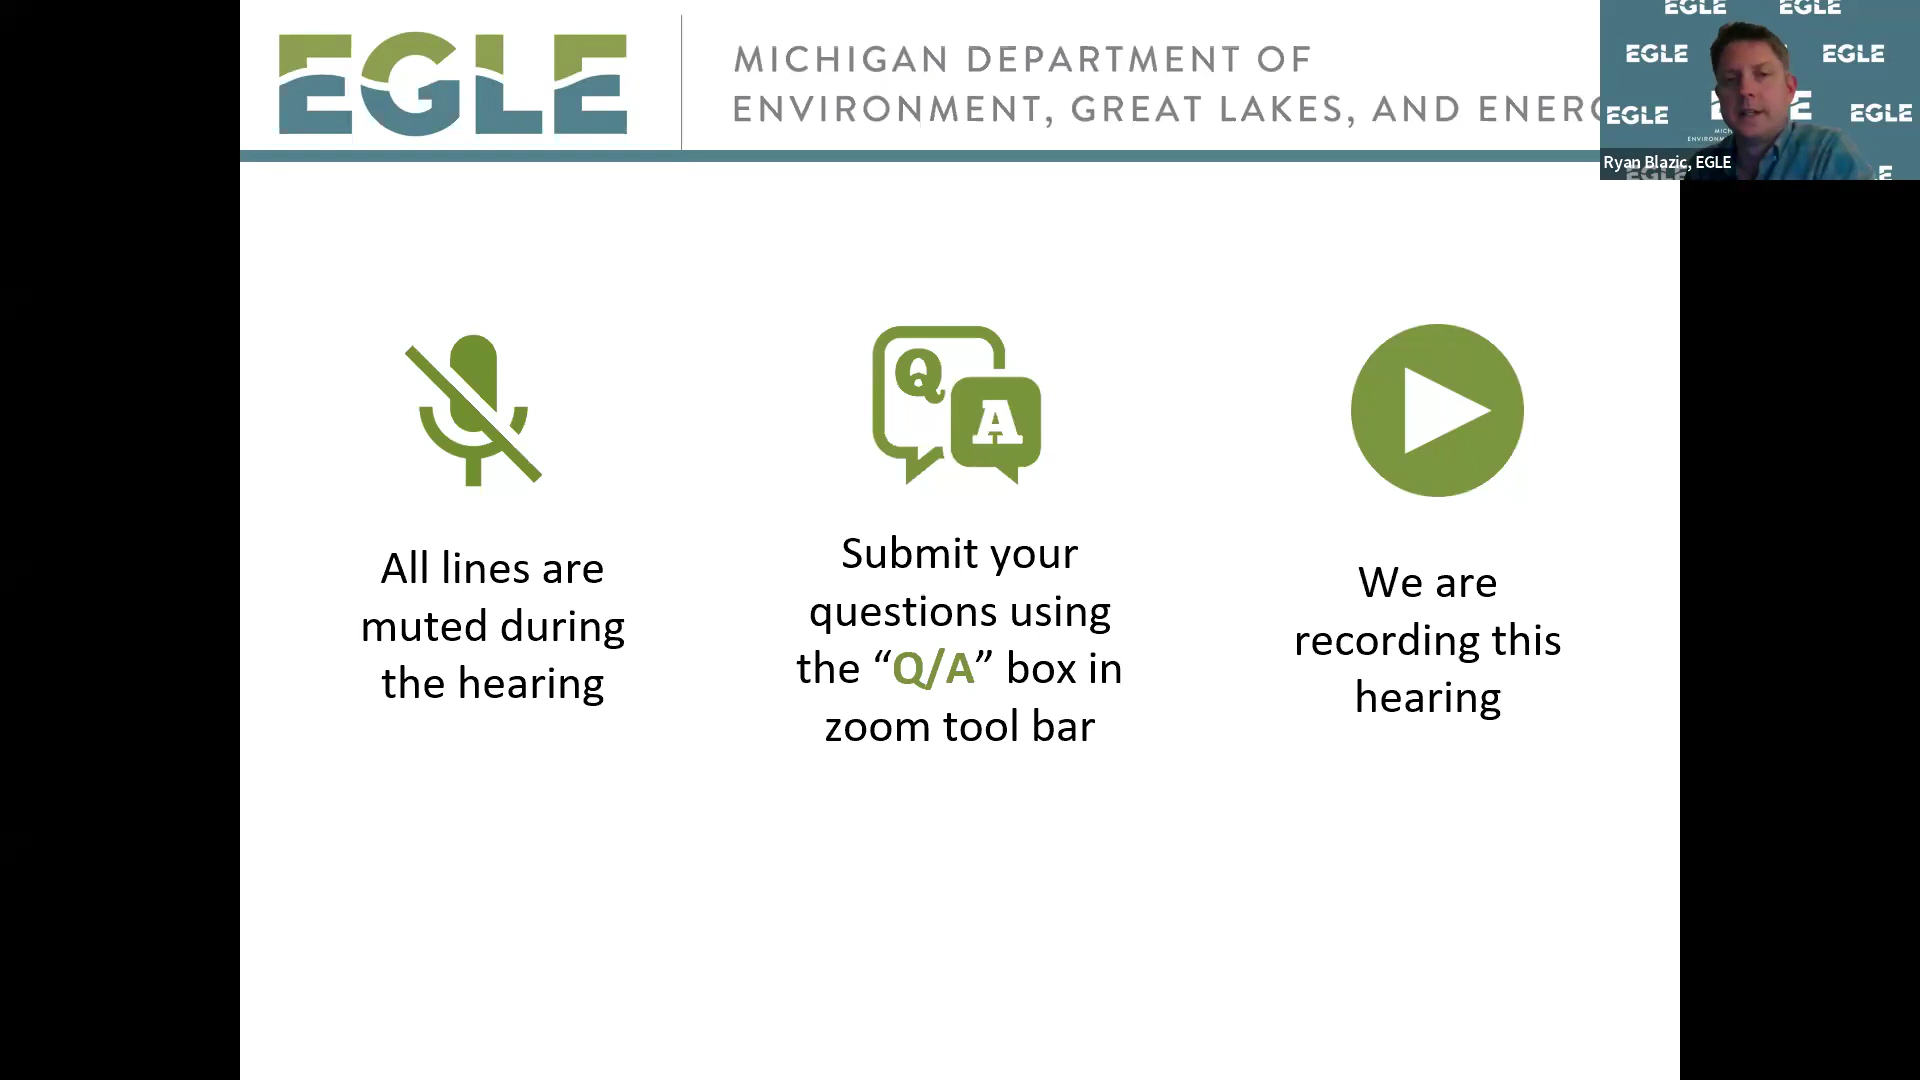 EGLE
MICHIGAN DEPARTMENT OF
ENVIRONMENT, GREAT LAKES, AND
EGLE EGLE
EGLE EGLE
EGLE EGLE
Ryan Blazic, EGLE
EGLE
Q
A
All lines are
muted during
the hearing
Submit your
questions using
the “Q/A” box in
zoom tool bar
We are
recording this
hearing